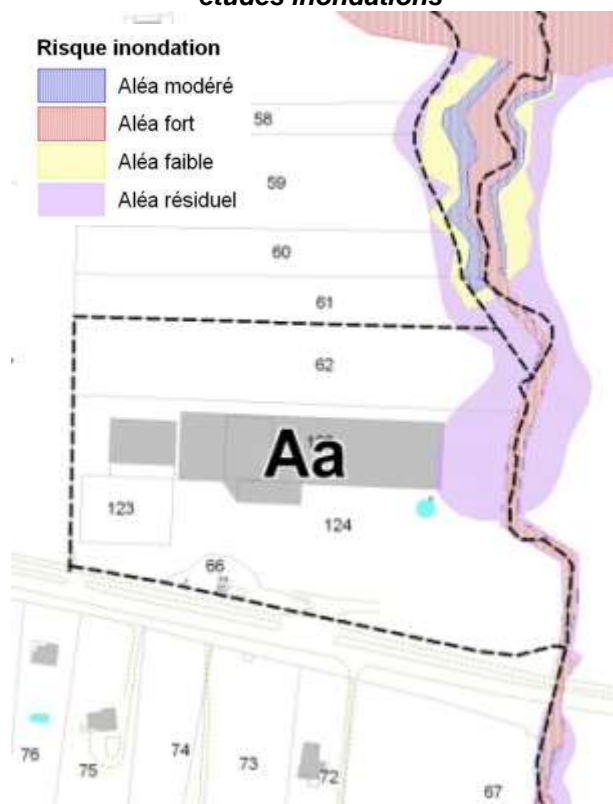 études inondations
Risque inondation
Aléa modéré
Aléa fort
Aléa faible
Aléa résiduel
58
59
60
61
62
Aa
123
124
66
76
75
74
73
72
67